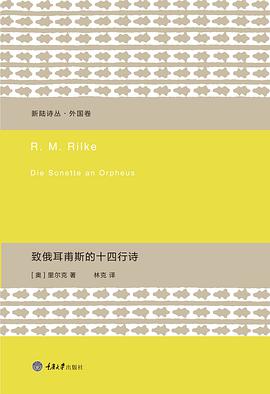 新陆诗丛·外国卷
R. M. Rilke
Die Sonette an Orpheus
致俄耳甫斯的十四行诗
［奥］里尔克 著 林克 译
重庆大学出版社